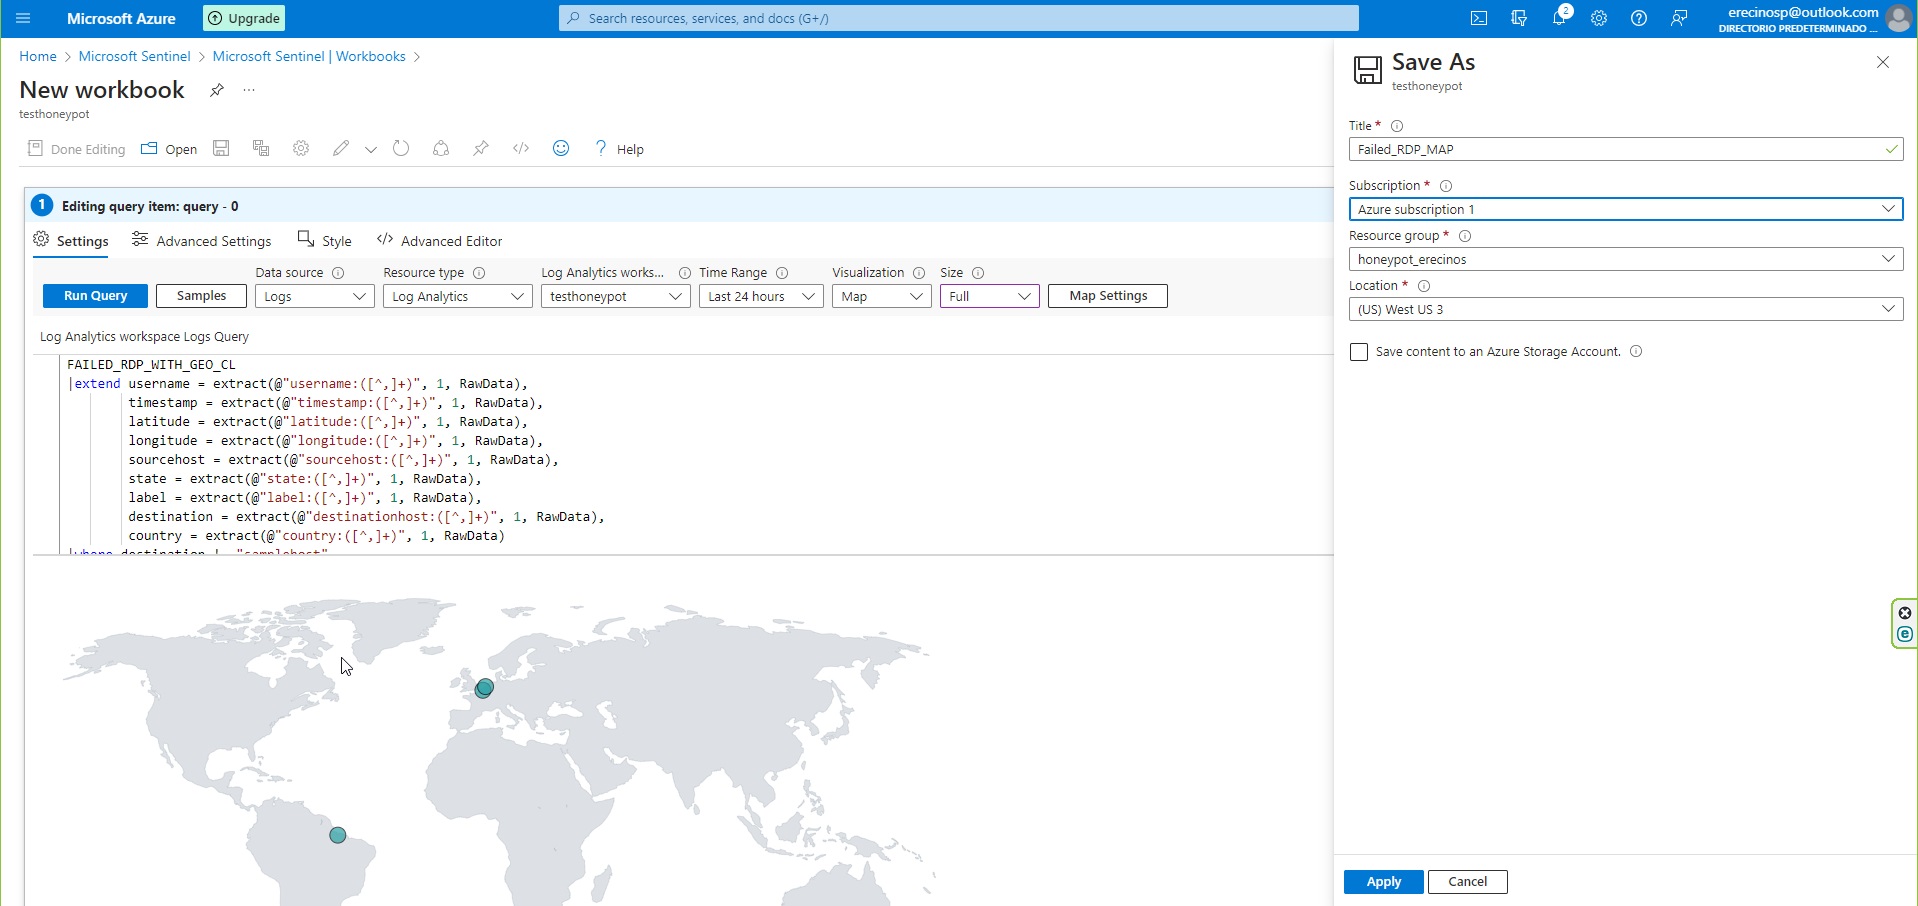 Microsoft Azure
Upgrade
Search resources, services, and docs (G+/)
2
erecinosp@outlook.com
DIRECTORIO PREDETERMINADO ...
Home > Microsoft Sentinel > Microsoft Sentinel | Workbooks >
New workbook
...
testhoneypot
Done Editing
Open
</>
? Help
1
Editing query item: query - 0
Settings
Advanced Settings
Style
</> Advanced Editor
Data source
Resource type
Log Analytics works...
Time Range
Visualization
Size
Run Query
Samples
Logs
Log Analytics
testhoneypot
Last 24 hours
Map
Full
Map Settings
Log Analytics workspace Logs Query
FAILED_RDP_WITH_GEO_CL
|extend username = extract(@"username:([^,]+)", 1, RawData),
timestamp = extract(@"timestamp:([^,]+)", 1, RawData),
latitude = extract(@"latitude:([^,]+)", 1, RawData),
longitude = extract(@"longitude:([^,]+)", 1, RawData),
sourcehost = extract(@"sourcehost:([^,]+)", 1, RawData),
state = extract(@"state:([^,]+)", 1, RawData),
label = extract(@"label:([^,]+)", 1, RawData),
destination = extract(@"destinationhost:([^,]+)", 1, RawData),
country = extract(@"country:([^,]+)", 1, RawData)
Save As
testhoneypot
Title *
Failed_RDP_MAP
Subscription *
Azure subscription 1
Resource group *
honeypot_erecinos
Location *
(US) West US 3
Save content to an Azure Storage Account.
Apply
Cancel